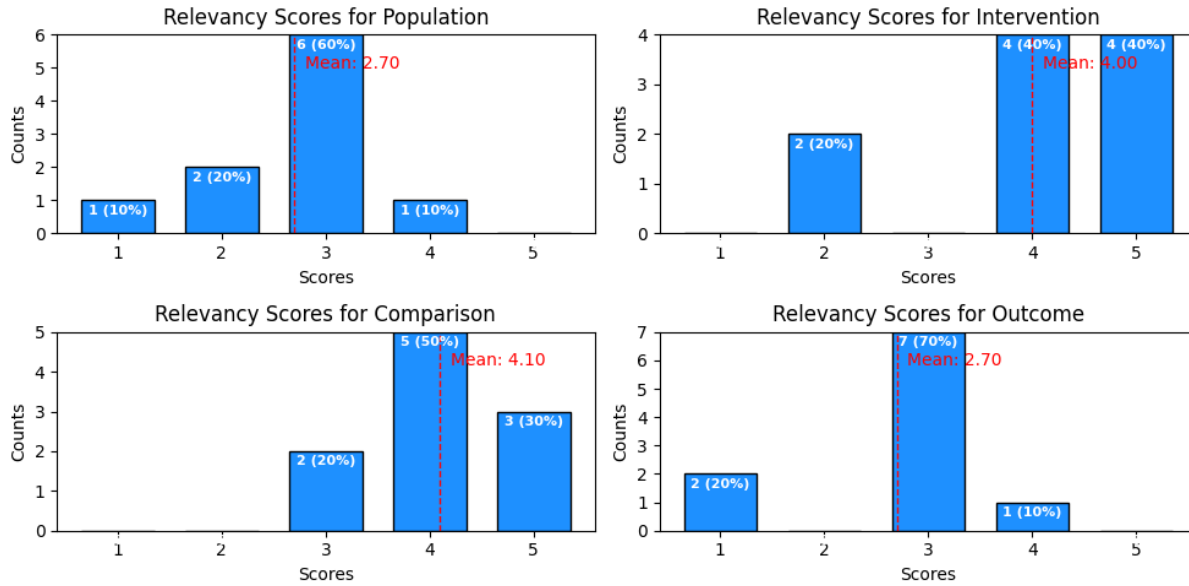 Relevancy Scores for Population
6
5
4
3
2
1
0
Counts
1 (10%)
2 (20%)
6 (60%)
1 (10%)
Mean: 2.70
1 2 3 4 5
Scores
Relevancy Scores for Intervention
4
3
2
1
0
Counts
2 (20%)
4 (40%)
4 (40%)
Mean: 4.00
1 2 3 4 5
Scores
Relevancy Scores for Comparison
5
4
3
2
1
0
Counts
2 (20%)
5 (50%)
3 (30%)
Mean: 4.10
1 2 3 4 5
Scores
Relevancy Scores for Outcome
7
6
5
4
3
2
1
0
Counts
2 (20%)
7 (70%)
1 (10%)
Mean: 2.70
1 2 3 4 5
Scores